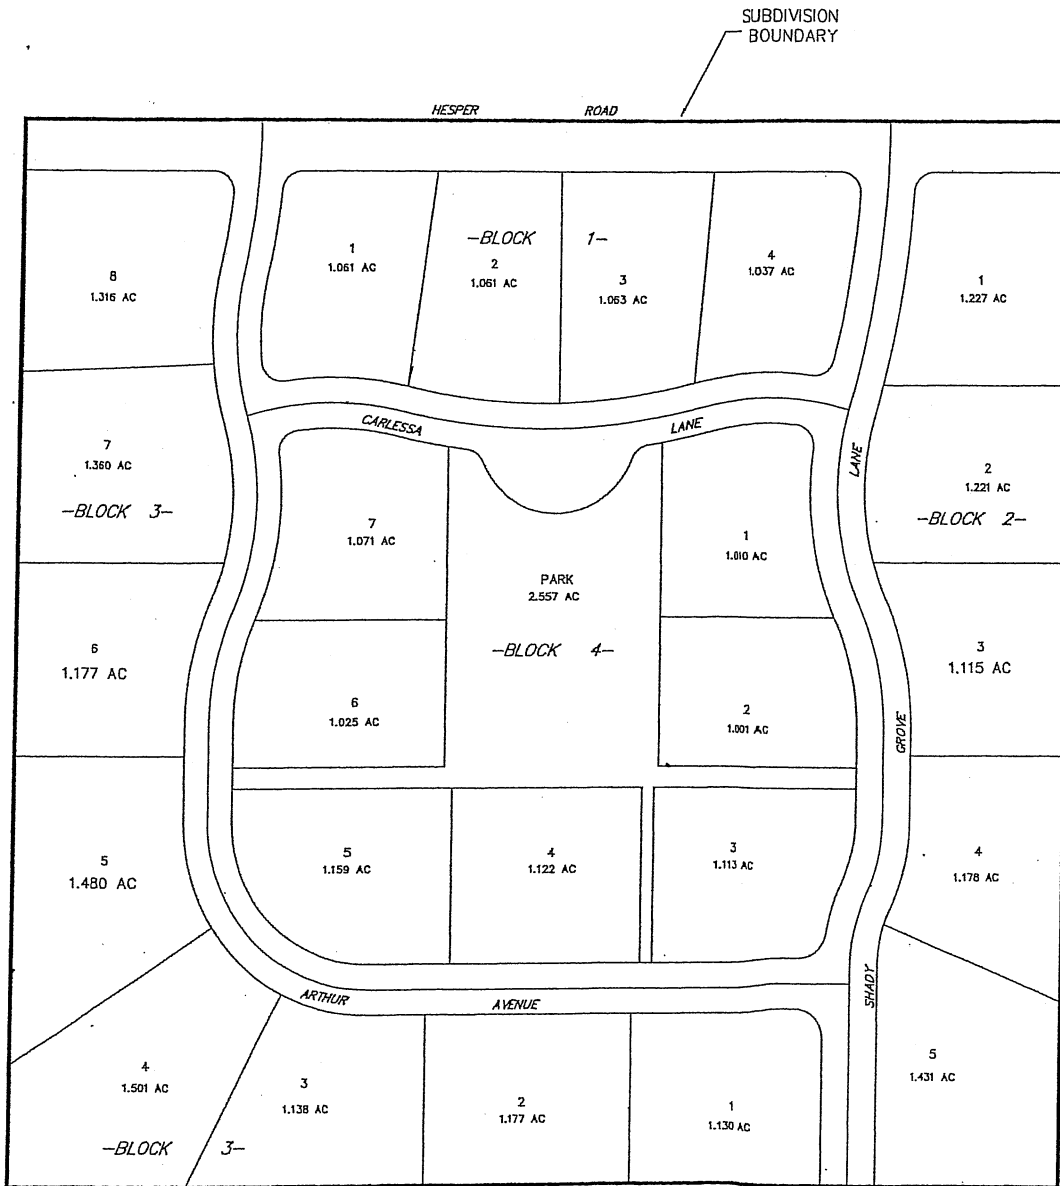 SUBDIVISION
BOUNDARY
HESPER ROAD
8
1.316 AC
1
1.061 AC
-BLOCK 1-
2
1.061 AC
3
1.063 AC
4
1.037 AC
1
1.227 AC
CARLESSA LANE
7
1.360 AC
-BLOCK 3-
7
1.071 AC
PARK
2.557 AC
-BLOCK 4-
1
1.010 AC
LANE
2
1.221 AC
-BLOCK 2-
6
1.177 AC
6
1.025 AC
2
1.001 AC
GROVE
3
1.115 AC
5
1.480 AC
5
1.159 AC
4
1.122 AC
3
1.113 AC
4
1.178 AC
ARTHUR AVENUE
SHADY
4
1.501 AC
-BLOCK 3-
3
1.138 AC
2
1.177 AC
1
1.130 AC
5
1.431 AC